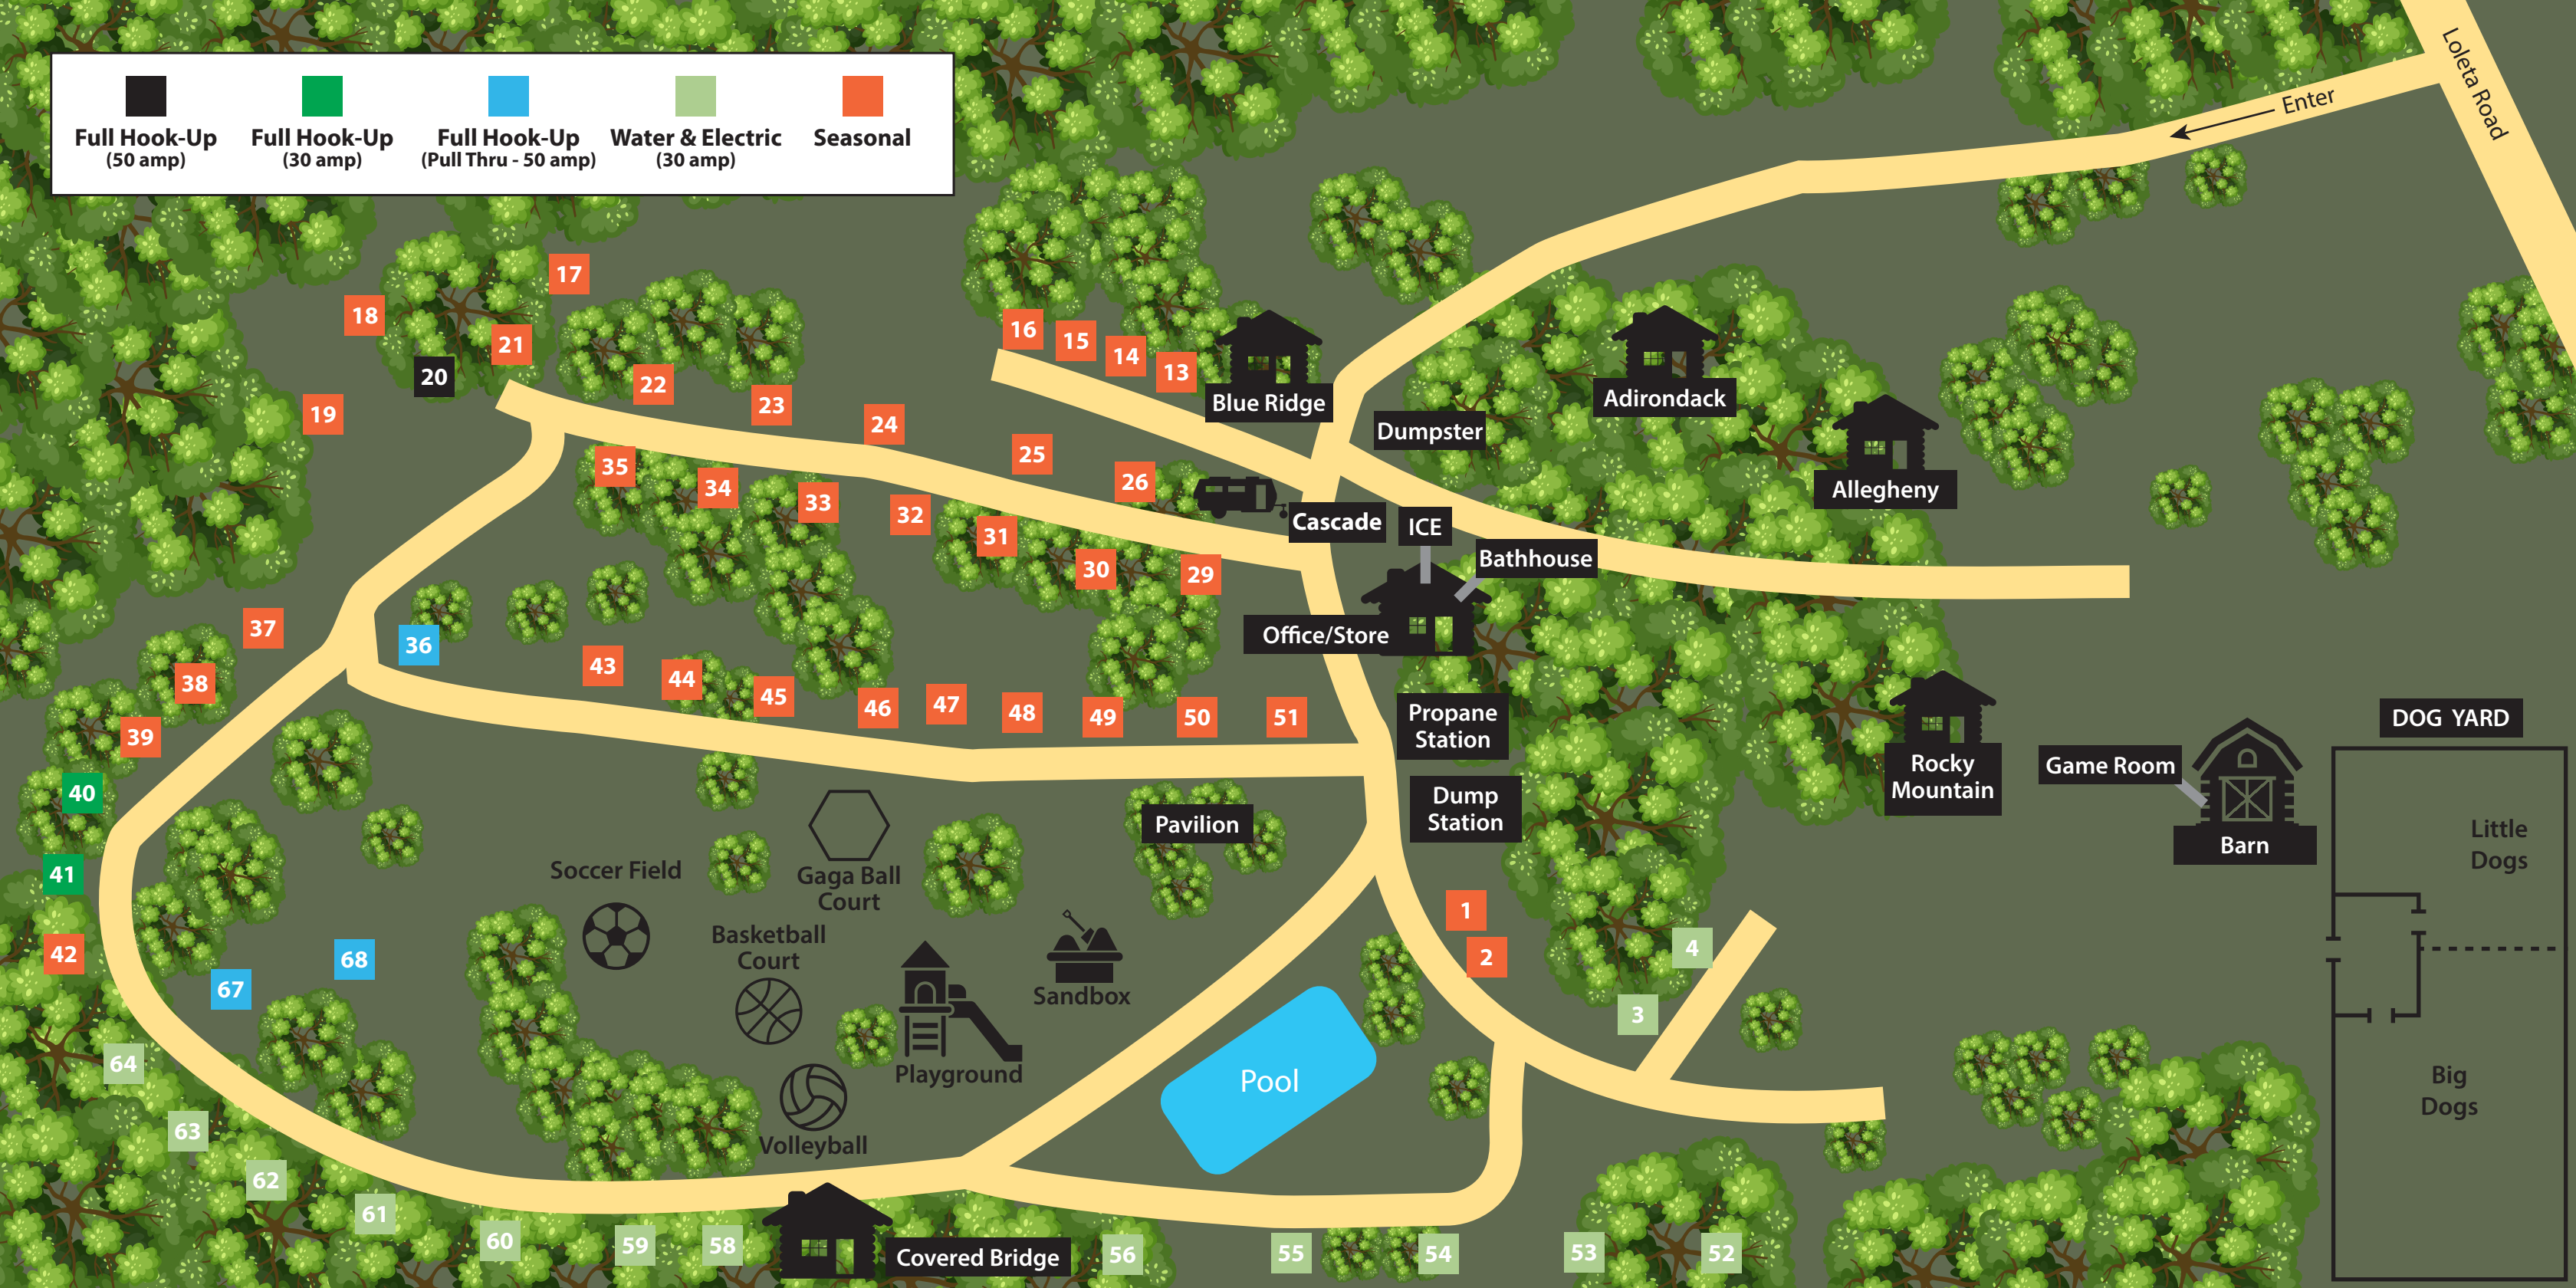 Full Hook-Up
(50 amp)
Full Hook-Up
(30 amp)
Full Hook-Up
(Pull Thru - 50 amp)
Water & Electric
(30 amp)
Seasonal
Loleta Road
Enter
17
18
21
20
19
22
23
24
25
26
16
15
14
13
Blue Ridge
Dumpster
Adirondack
Allegheny
35
34
33
32
31
30
29
Cascade
ICE
Bathhouse
Office/Store
37
36
38
39
40
41
42
43
44
45
46
47
48
49
50
51
Propane
Station
Dump
Station
Rocky
Mountain
Game Room
Barn
DOG YARD
Little
Dogs
Big
Dogs
Pavilion
Soccer Field
Gaga Ball
Court
Basketball
Court
Sandbox
Playground
Volleyball
Pool
1
2
4
3
68
67
64
63
62
61
60
59
58
Covered Bridge
56
55
54
53
52